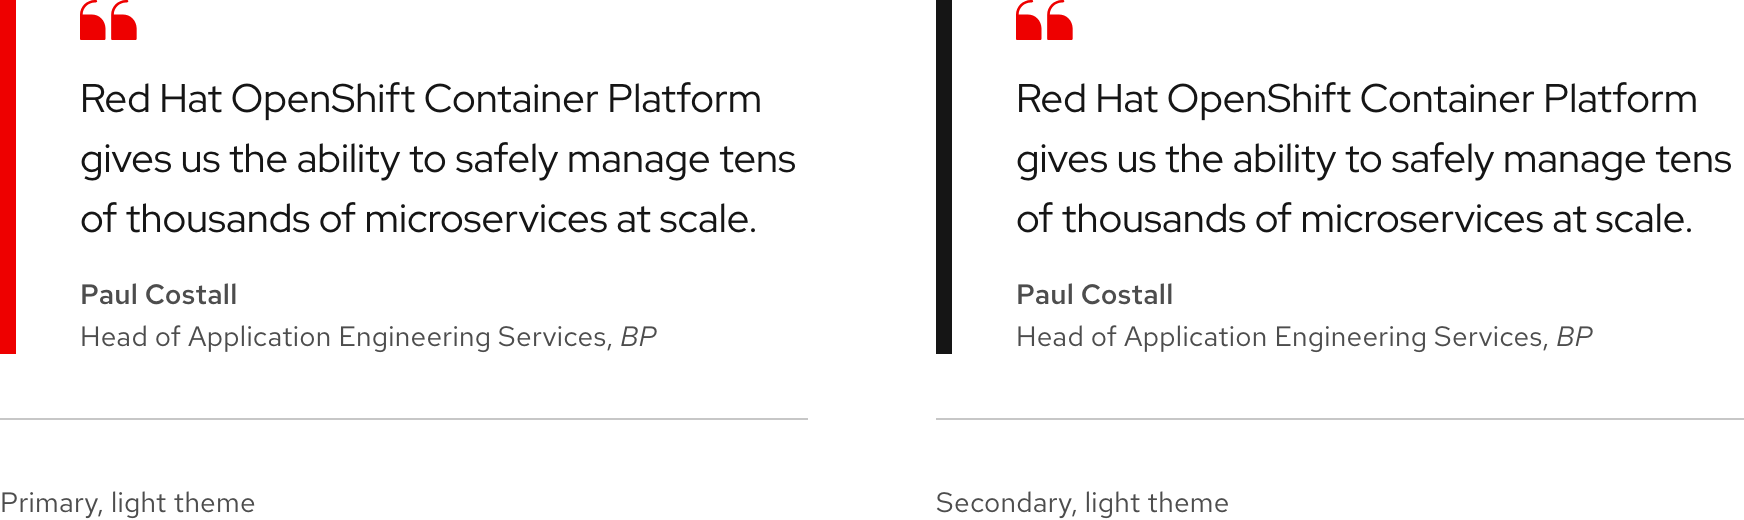 Red Hat OpenShift Container Platform
gives us the ability to safely manage tens
of thousands of microservices at scale.
Paul Costall
Head of Application Engineering Services, BP
Primary, light theme
Red Hat OpenShift Container Platform
gives us the ability to safely manage tens
of thousands of microservices at scale.
Paul Costall
Head of Application Engineering Services, BP
Secondary, light theme